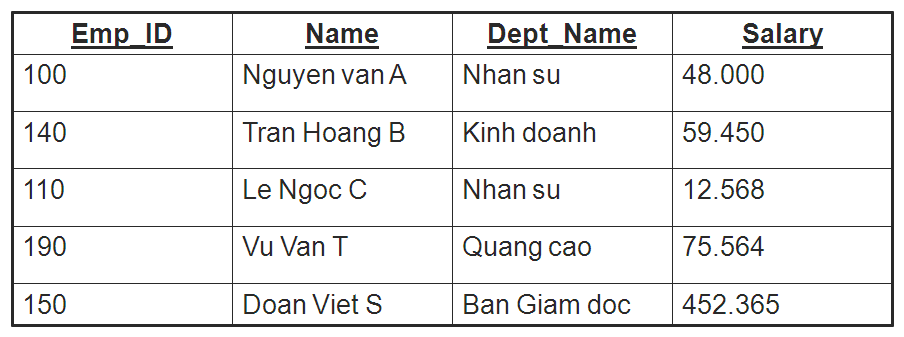 Emp_ID Name Dept_Name Salary
100 Nguyen van A Nhan su 48.000
140 Tran Hoang B Kinh doanh 59.450
110 Le Ngoc C Nhan su 12.568
190 Vu Van T Quang cao 75.564
150 Doan Viet S Ban Giam doc 452.365